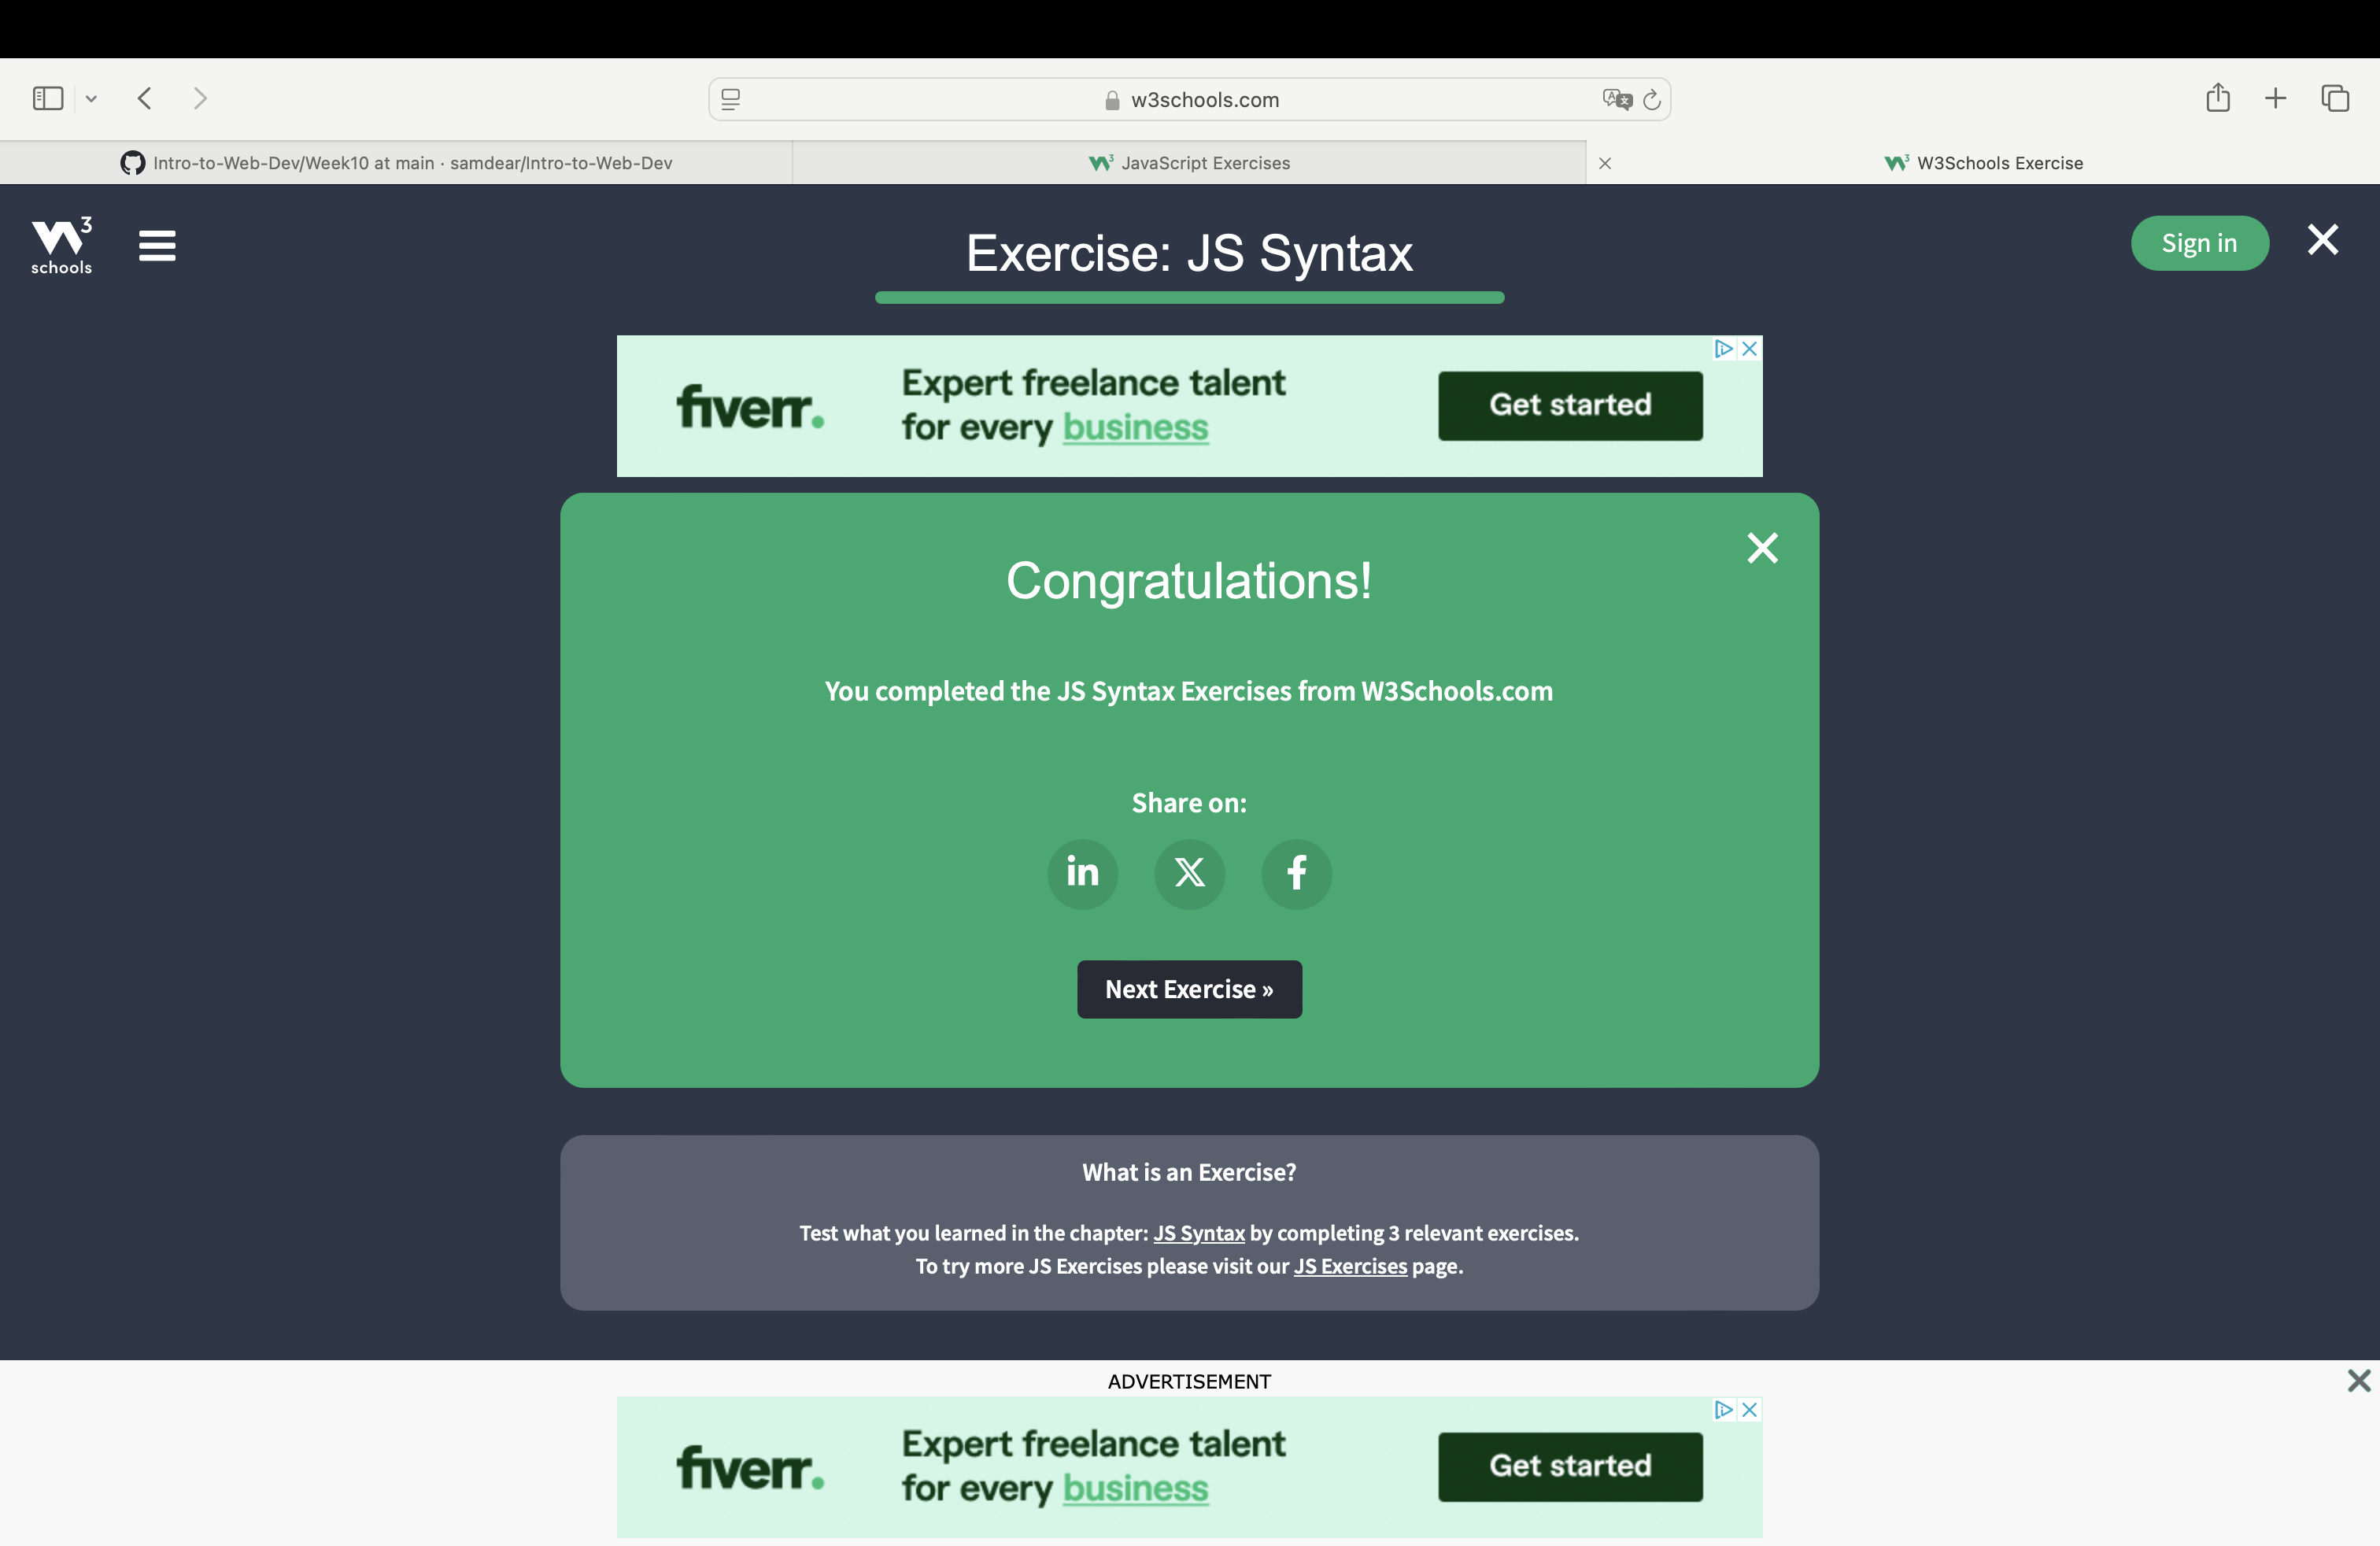 w3schools.com
Intro-to-Web-Dev/Week10 at main · samdear/Intro-to-Web-Dev
JavaScript Exercises
W3Schools Exercise
W3 schools
Exercise: JS Syntax
Sign in
fiverr.
Expert freelance talent
for every business
Get started
Congratulations!
You completed the JS Syntax Exercises from W3Schools.com
Share on:
in X f
Next Exercise »
What is an Exercise?
Test what you learned in the chapter: JS Syntax by completing 3 relevant exercises.
To try more JS Exercises please visit our JS Exercises page.
ADVERTISEMENT
fiverr.
Expert freelance talent
for every business
Get started